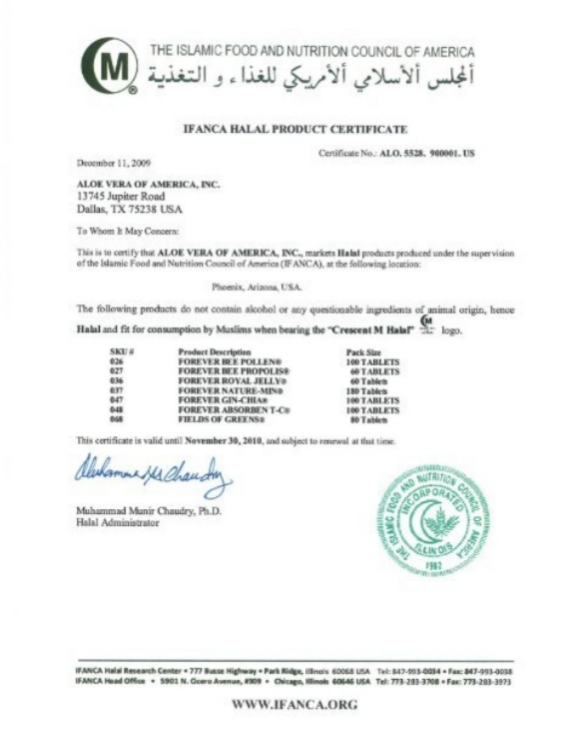 M
THE ISLAMIC FOOD AND NUTRITION COUNCIL OF AMERICA
ألمجلس ألأسلامي ألأمريكي للغذاء و التغذية
IFANCA HALAL PRODUCT CERTIFICATE
Certificate No.: ALO. 5528. 900001. US
December 11, 2009
ALOE VERA OF AMERICA, INC.
13745 Jupiter Road
Dallas, TX 75238 USA
To Whom It May Concern:
This is to certify that ALOE VERA OF AMERICA, INC., markets Halal products produced under the supervision
of the Islamic Food and Nutrition Council of America (IFANCA), at the following location:
Phoenix, Arizona, USA.
The following products do not contain alcohol or any questionable ingredients of animal origin, hence
Halal and fit for consumption by Muslims when bearing the "Crescent M Halal" M logo.
SKU # Product Description Pack Size
026 FOREVER BEE POLLEN® 100 TABLETS
027 FOREVER BEE PROPOLIS® 60 TABLETS
036 FOREVER ROYAL JELLY® 60 Tablets
037 FOREVER NATURE-MIN® 180 Tablets
047 FOREVER GIN-CHIA® 100 TABLETS
048 FOREVER ABSORBENT-C® 100 TABLETS
068 FIELDS OF GREENS® 80 Tablets
This certificate is valid until November 30, 2010, and subject to renewal at that time.
Muhammad Munir Chaudry, Ph.D.
Halal Administrator
THE ISLAMIC FOOD AND NUTRITION COUNCIL OF AMERICA
INCORPORATED
ILLINOIS
1982
IFANCA Halal Research Center • 777 Busse Highway • Park Ridge, Illinois 60068 USA Tel: 847-993-0034 • Fax: 847-993-0038
IFANCA Head Office • 5901 N. Cicero Avenue, #309 • Chicago, Illinois 60646 USA Tel: 773-283-3708 • Fax: 773-283-3973
WWW.IFANCA.ORG